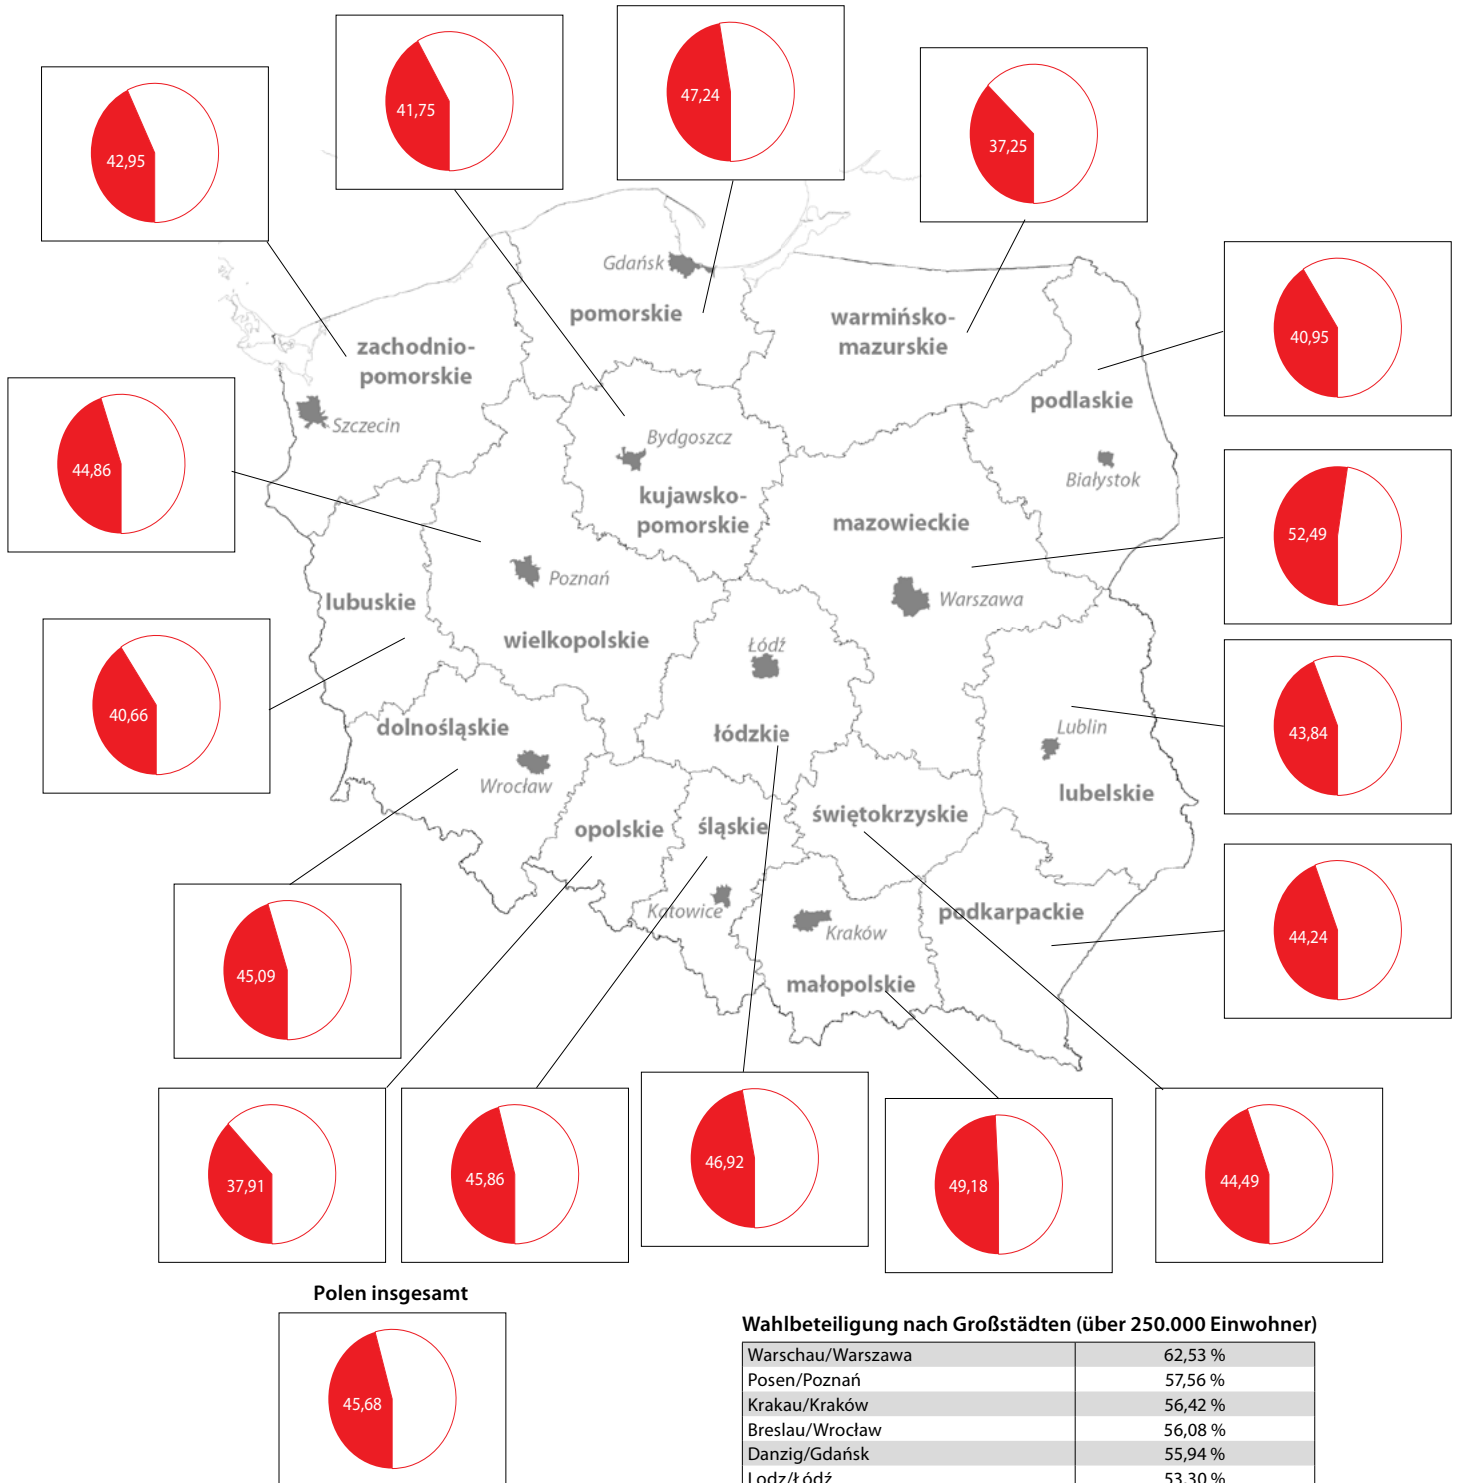 47,24
41,75
37,25
42,95
Gdańsk
pomorskie
warmińsko-
mazurskie
40,95
zachodnio-
pomorskie
podlaskie
Szczecin
Bydgoszcz
Białystok
44,86
kujawsko-
pomorskie
mazowieckie
52,49
Poznań
Warszawa
lubuskie
wielkopolskie
Łódź
40,66
dolnośląskie
łódzkie
Lublin
43,84
Wrocław
lubelskie
opolskie
śląskie
świętokrzyskie
Katowice
Kraków
podkarpackie
44,24
45,09
małopolskie
37,91
45,86
46,92
49,18
44,49
Polen insgesamt
45,68
Wahlbeteiligung nach Großstädten (über 250.000 Einwohner)
Warschau/Warszawa 62,53 %
Posen/Poznań 57,56 %
Krakau/Kraków 56,42 %
Breslau/Wrocław 56,08 %
Danzig/Gdańsk 55,94 %
Lodz/Łódź 53,30 %